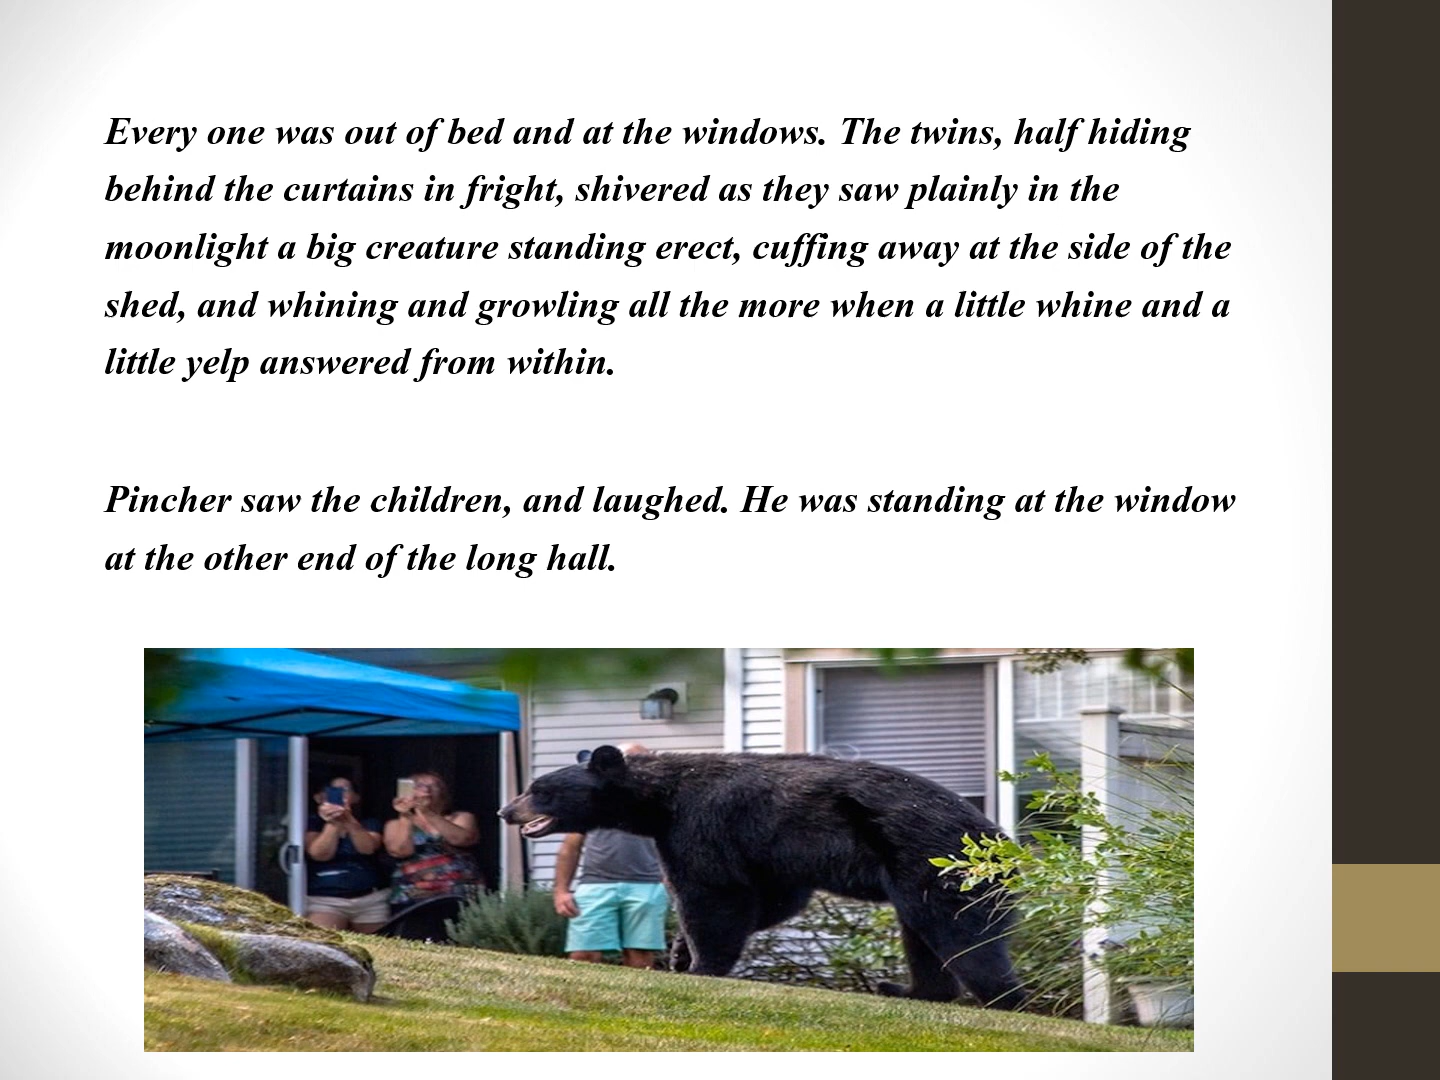 Every one was out of bed and at the windows. The twins, half hiding
behind the curtains in fright, shivered as they saw plainly in the
moonlight a big creature standing erect, cuffing away at the side of the
shed, and whining and growling all the more when a little whine and a
little yelp answered from within.
Pincher saw the children, and laughed. He was standing at the window
at the other end of the long hall.